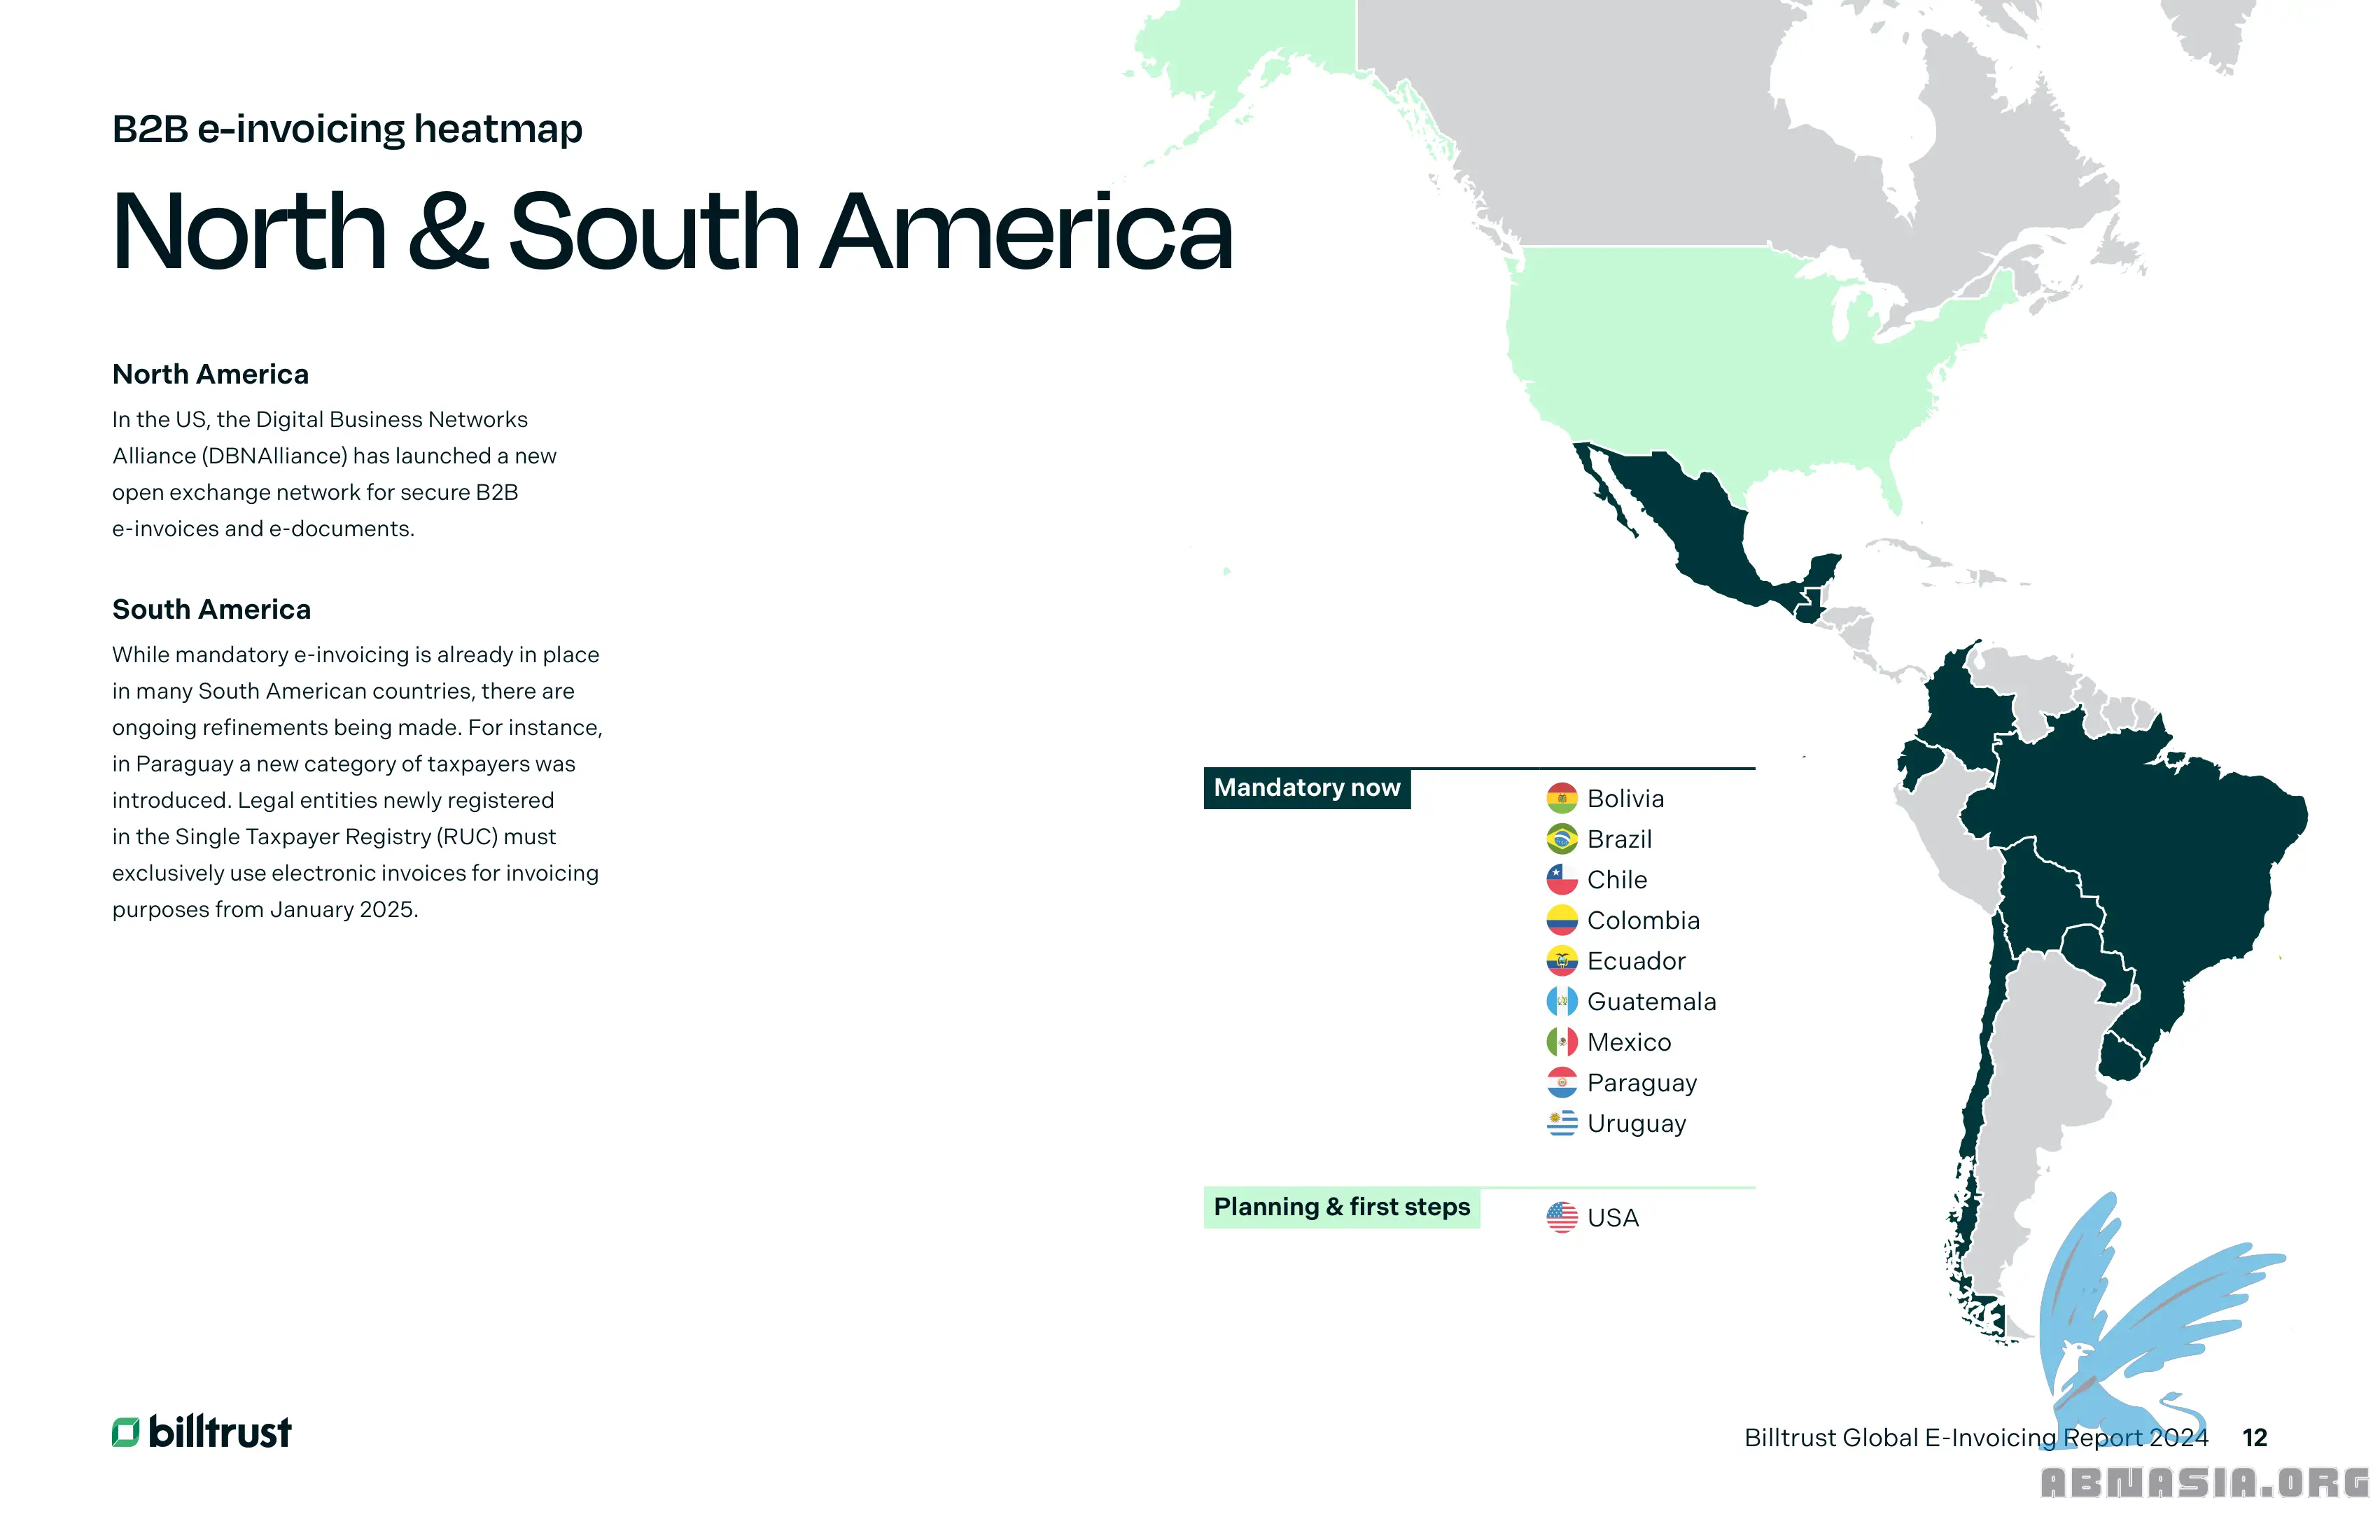 B2B e-invoicing heatmap
North & South America
North America
In the US, the Digital Business Networks
Alliance (DBNAlliance) has launched a new
open exchange network for secure B2B
e-invoices and e-documents.
South America
While mandatory e-invoicing is already in place
in many South American countries, there are
ongoing refinements being made. For instance,
in Paraguay a new category of taxpayers was
introduced. Legal entities newly registered
in the Single Taxpayer Registry (RUC) must
exclusively use electronic invoices for invoicing
purposes from January 2025.
Mandatory now
Bolivia
Brazil
Chile
Colombia
Ecuador
Guatemala
Mexico
Paraguay
Uruguay
Planning & first steps
USA
billtrust
Billtrust Global E-Invoicing Report 2024 12
ABNASIA.ORG